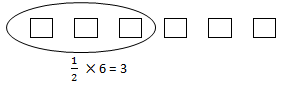 1/2 × 6 = 3